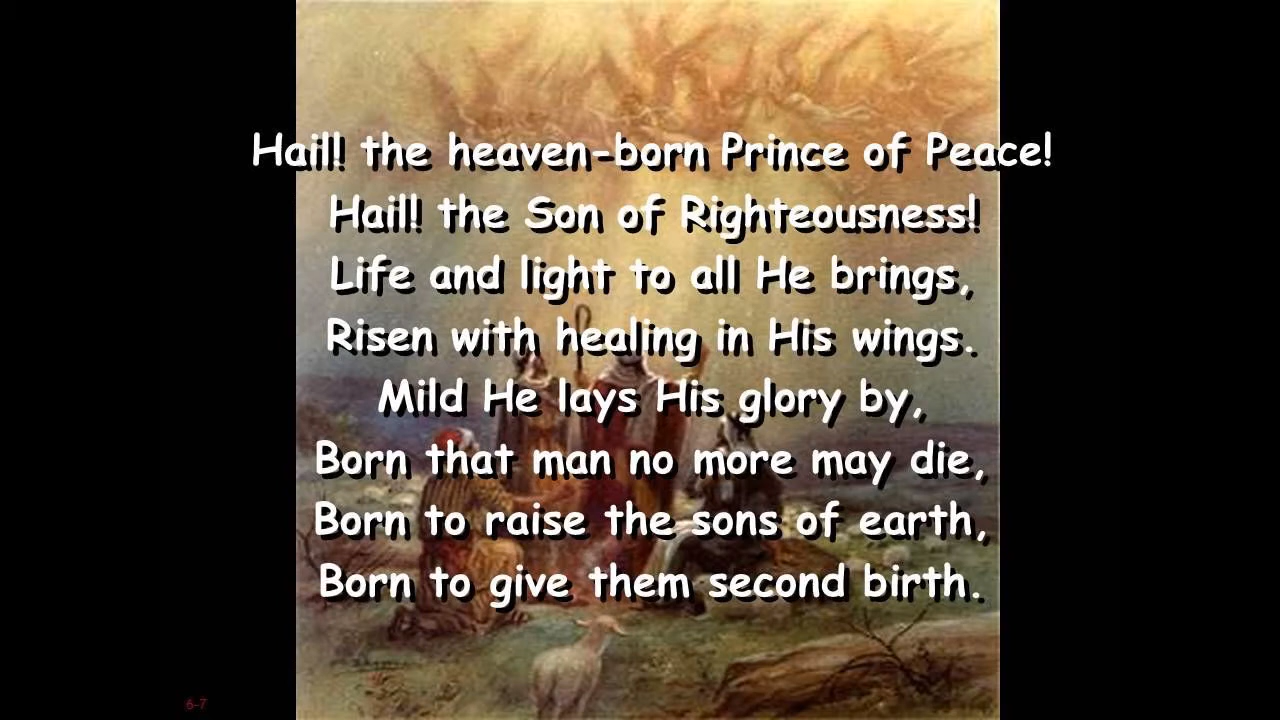 Hail! the heaven-born Prince of Peace!
Hail! the Son of Righteousness!
Life and light to all He brings,
Risen with healing in His wings.
Mild He lays His glory by,
Born that man no more may die,
Born to raise the sons of earth,
Born to give them second birth.
6-7